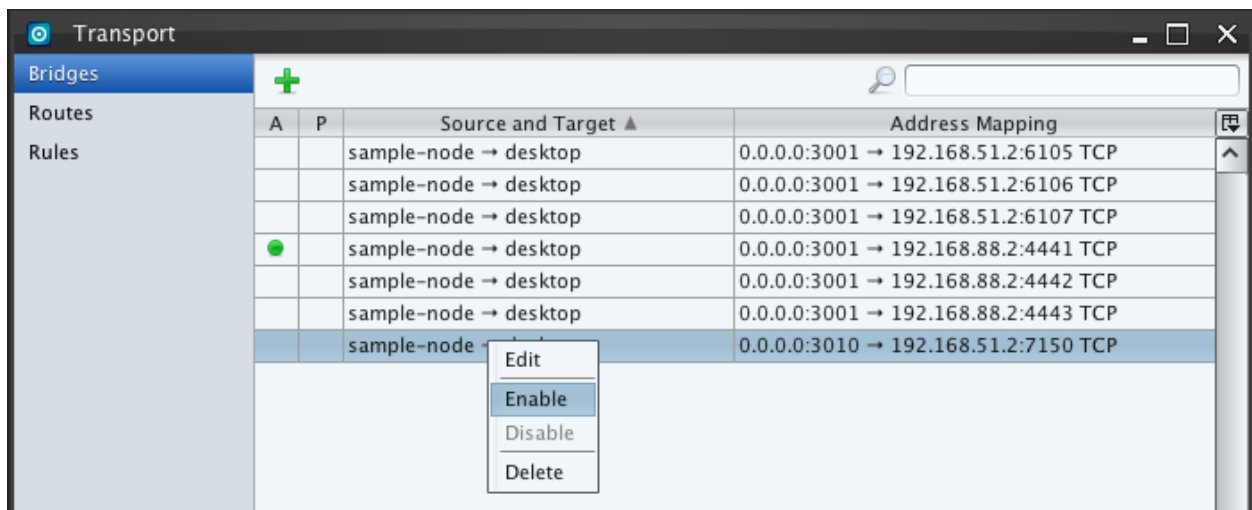 Transport
Bridges
Routes
Rules
A P Source and Target ▲ Address Mapping
sample-node → desktop 0.0.0.0:3001 → 192.168.51.2:6105 TCP
sample-node → desktop 0.0.0.0:3001 → 192.168.51.2:6106 TCP
sample-node → desktop 0.0.0.0:3001 → 192.168.51.2:6107 TCP
sample-node → desktop 0.0.0.0:3001 → 192.168.88.2:4441 TCP
sample-node → desktop 0.0.0.0:3001 → 192.168.88.2:4442 TCP
sample-node → desktop 0.0.0.0:3001 → 192.168.88.2:4443 TCP
sample-node 0.0.0.0:3010 → 192.168.51.2:7150 TCP
Edit
Enable
Disable
Delete